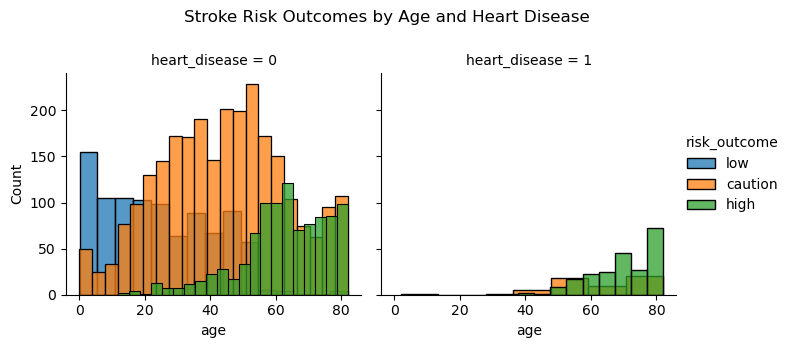 Stroke Risk Outcomes by Age and Heart Disease
heart_disease = 0
heart_disease = 1
200
150
100
50
0
Count
0 20 40 60 80
age
0 20 40 60 80
age
risk_outcome
low
caution
high